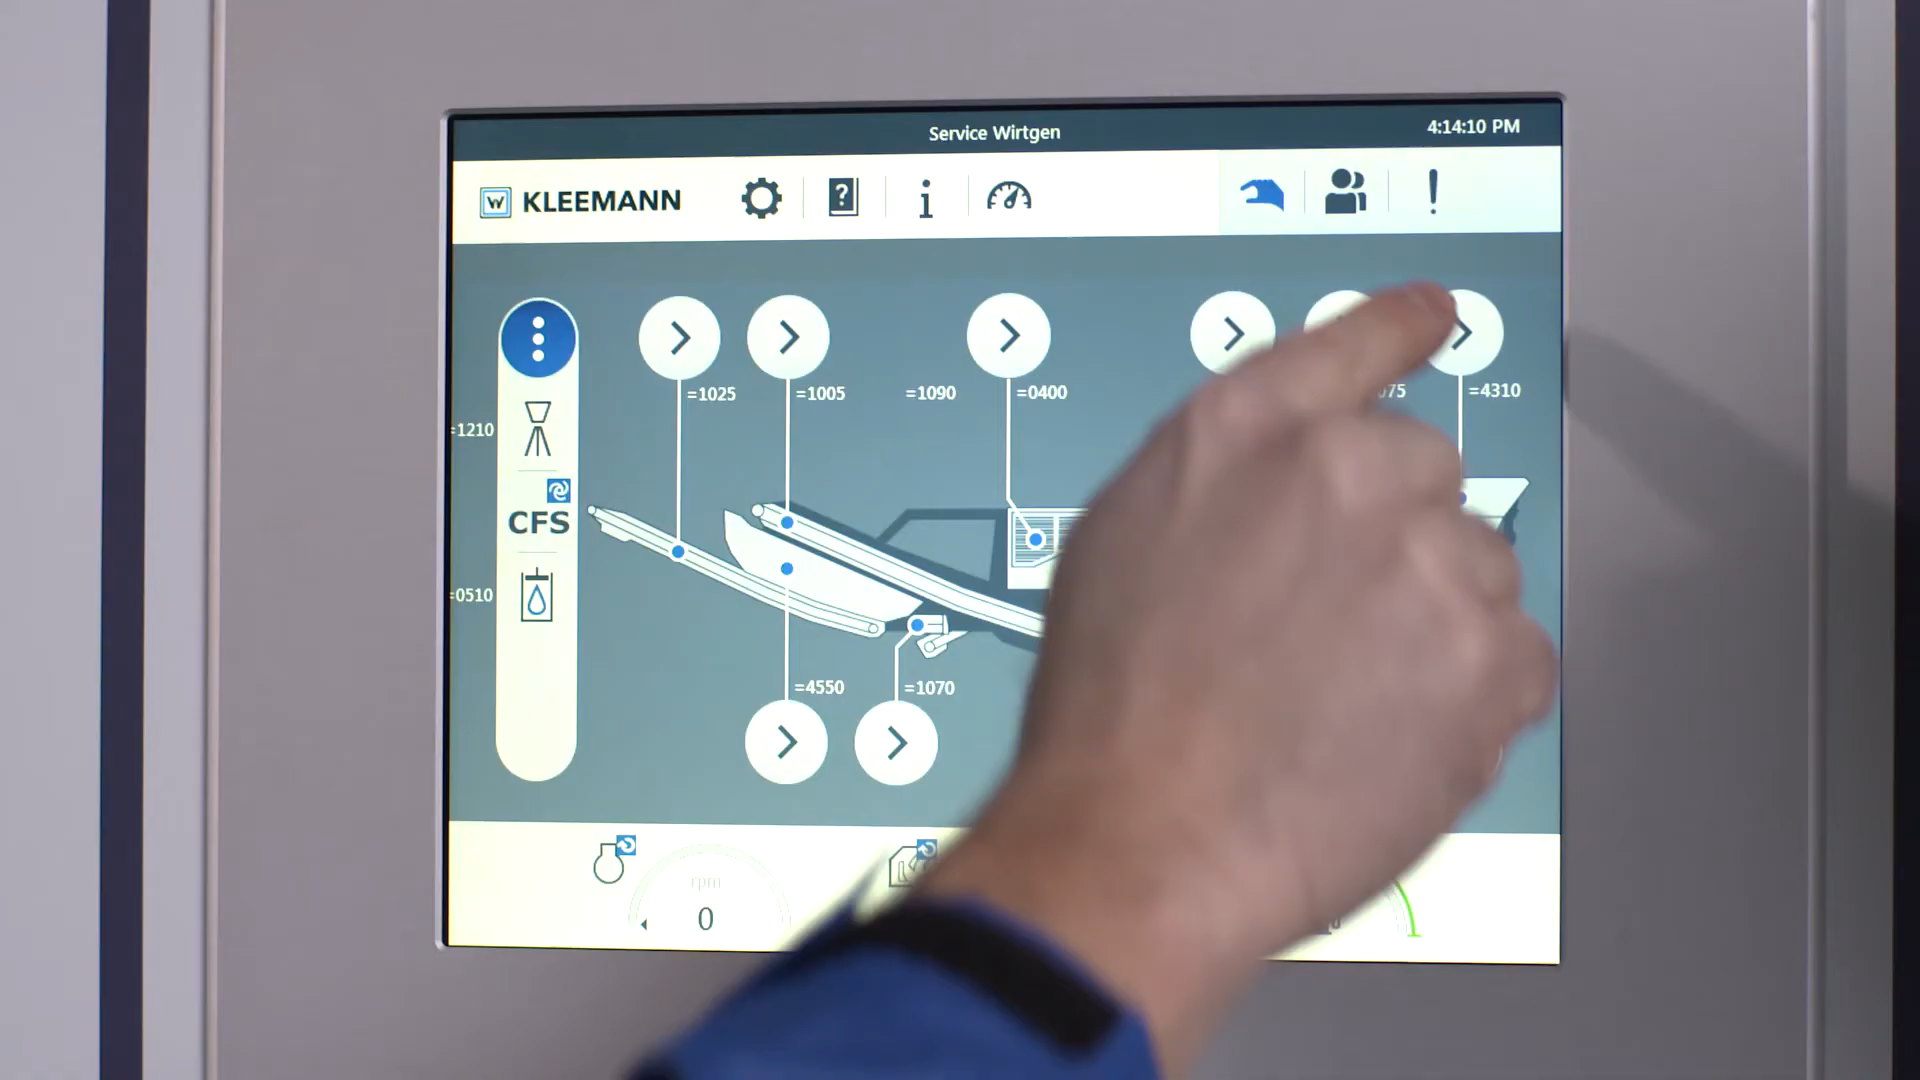 Service Wirtgen
4:14:10 PM
W KLEEMANN
?
i
!
=1025
=1005
=1090
=0400
=4310
=1210
CFS
=0510
=4550
=1070
rpm
0